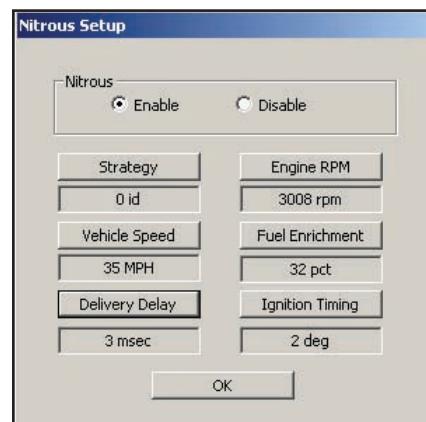 Nitrous Setup
Nitrous
Enable Disable
Strategy Engine RPM
0 id 3008 rpm
Vehicle Speed Fuel Enrichment
35 MPH 32 pct
Delivery Delay Ignition Timing
3 msec 2 deg
OK